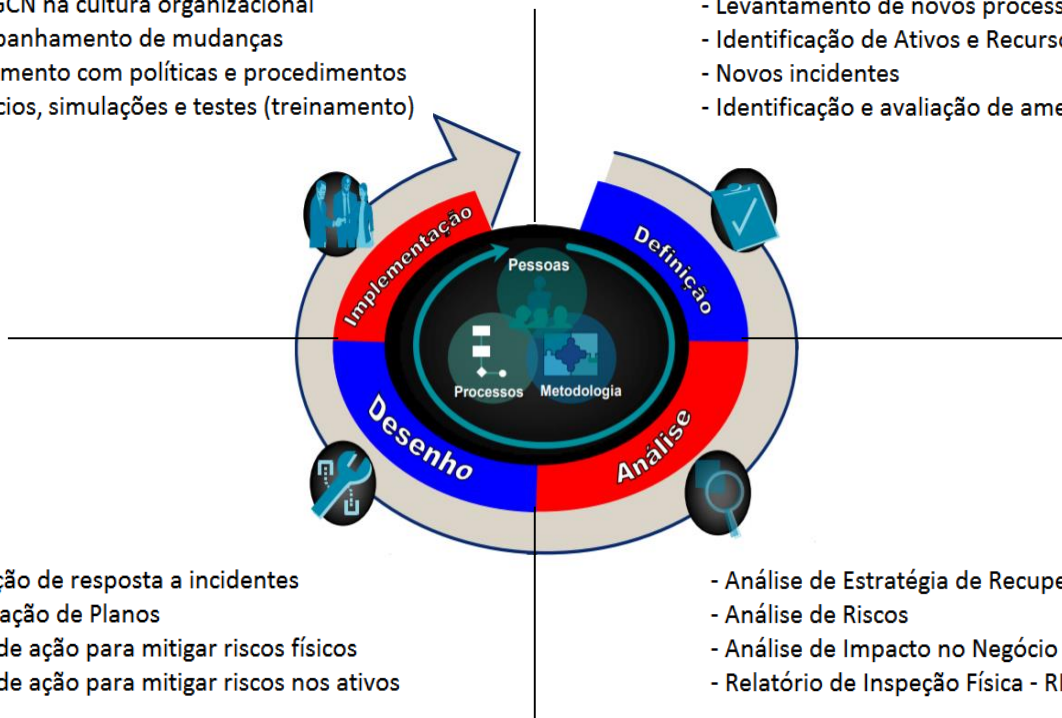 GCN na cultura organizacional
panhamento de mudanças
mento com políticas e procedimentos
cios, simulações e testes (treinamento)
- Levantamento de novos process
- Identificação de Ativos e Recurso
- Novos incidentes
- Identificação e avaliação de ame
Implementação
Definição
Pessoas
Processos
Metodologia
Desenho
Análise
ção de resposta a incidentes
ação de Planos
de ação para mitigar riscos físicos
de ação para mitigar riscos nos ativos
- Análise de Estratégia de Recupe
- Análise de Riscos
- Análise de Impacto no Negócio
- Relatório de Inspeção Física - RI